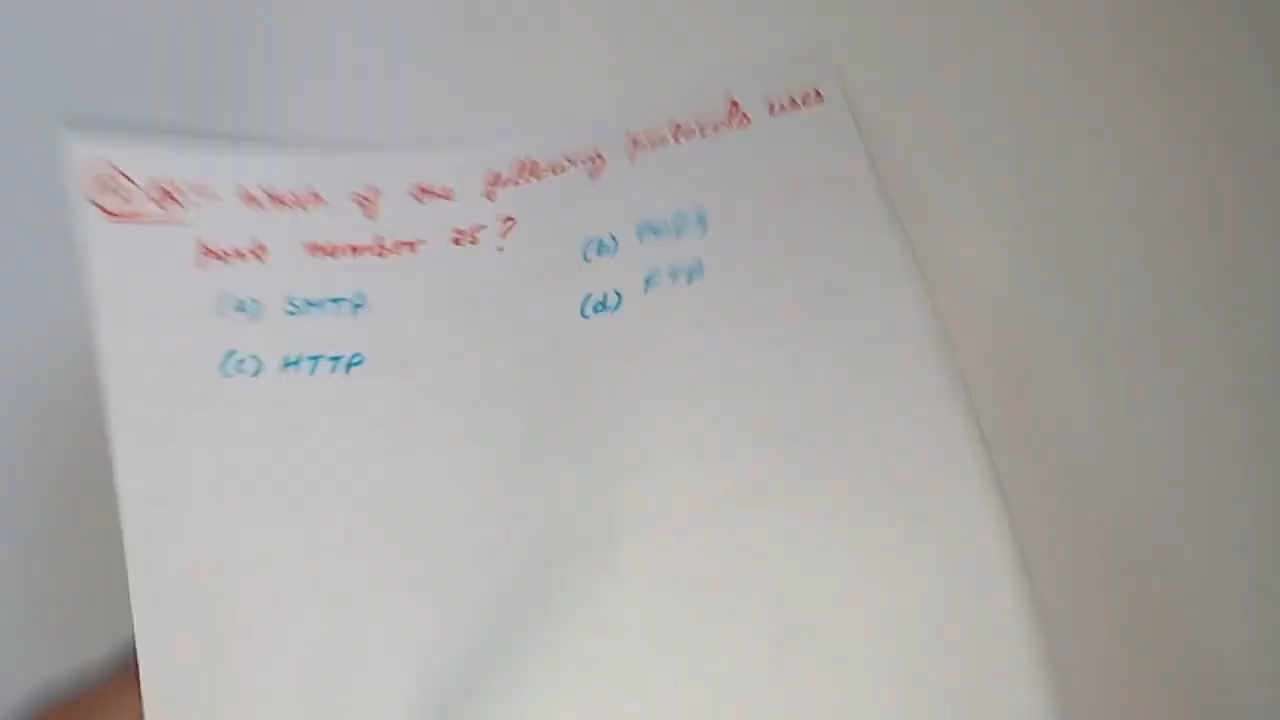 which of the following protocols uses
port number 25?
(a) SMTP
(b)
(c) HTTP
(d) FTP